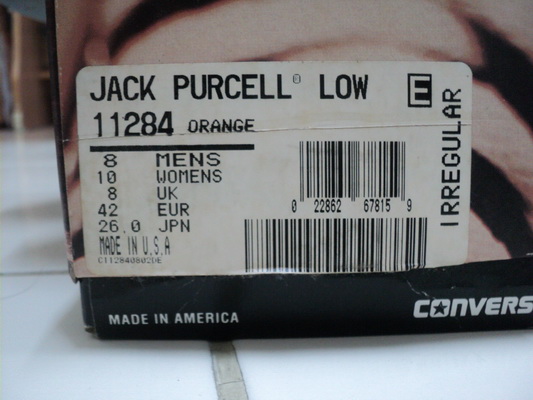 JACK PURCELL® LOW E
11284 ORANGE
8 MENS
10 WOMENS
8 UK
42 EUR
26.0 JPN
MADE IN U.S.A
C112840802DE
0 22862 67815 9
IRREGULAR
MADE IN AMERICA
CONVERS